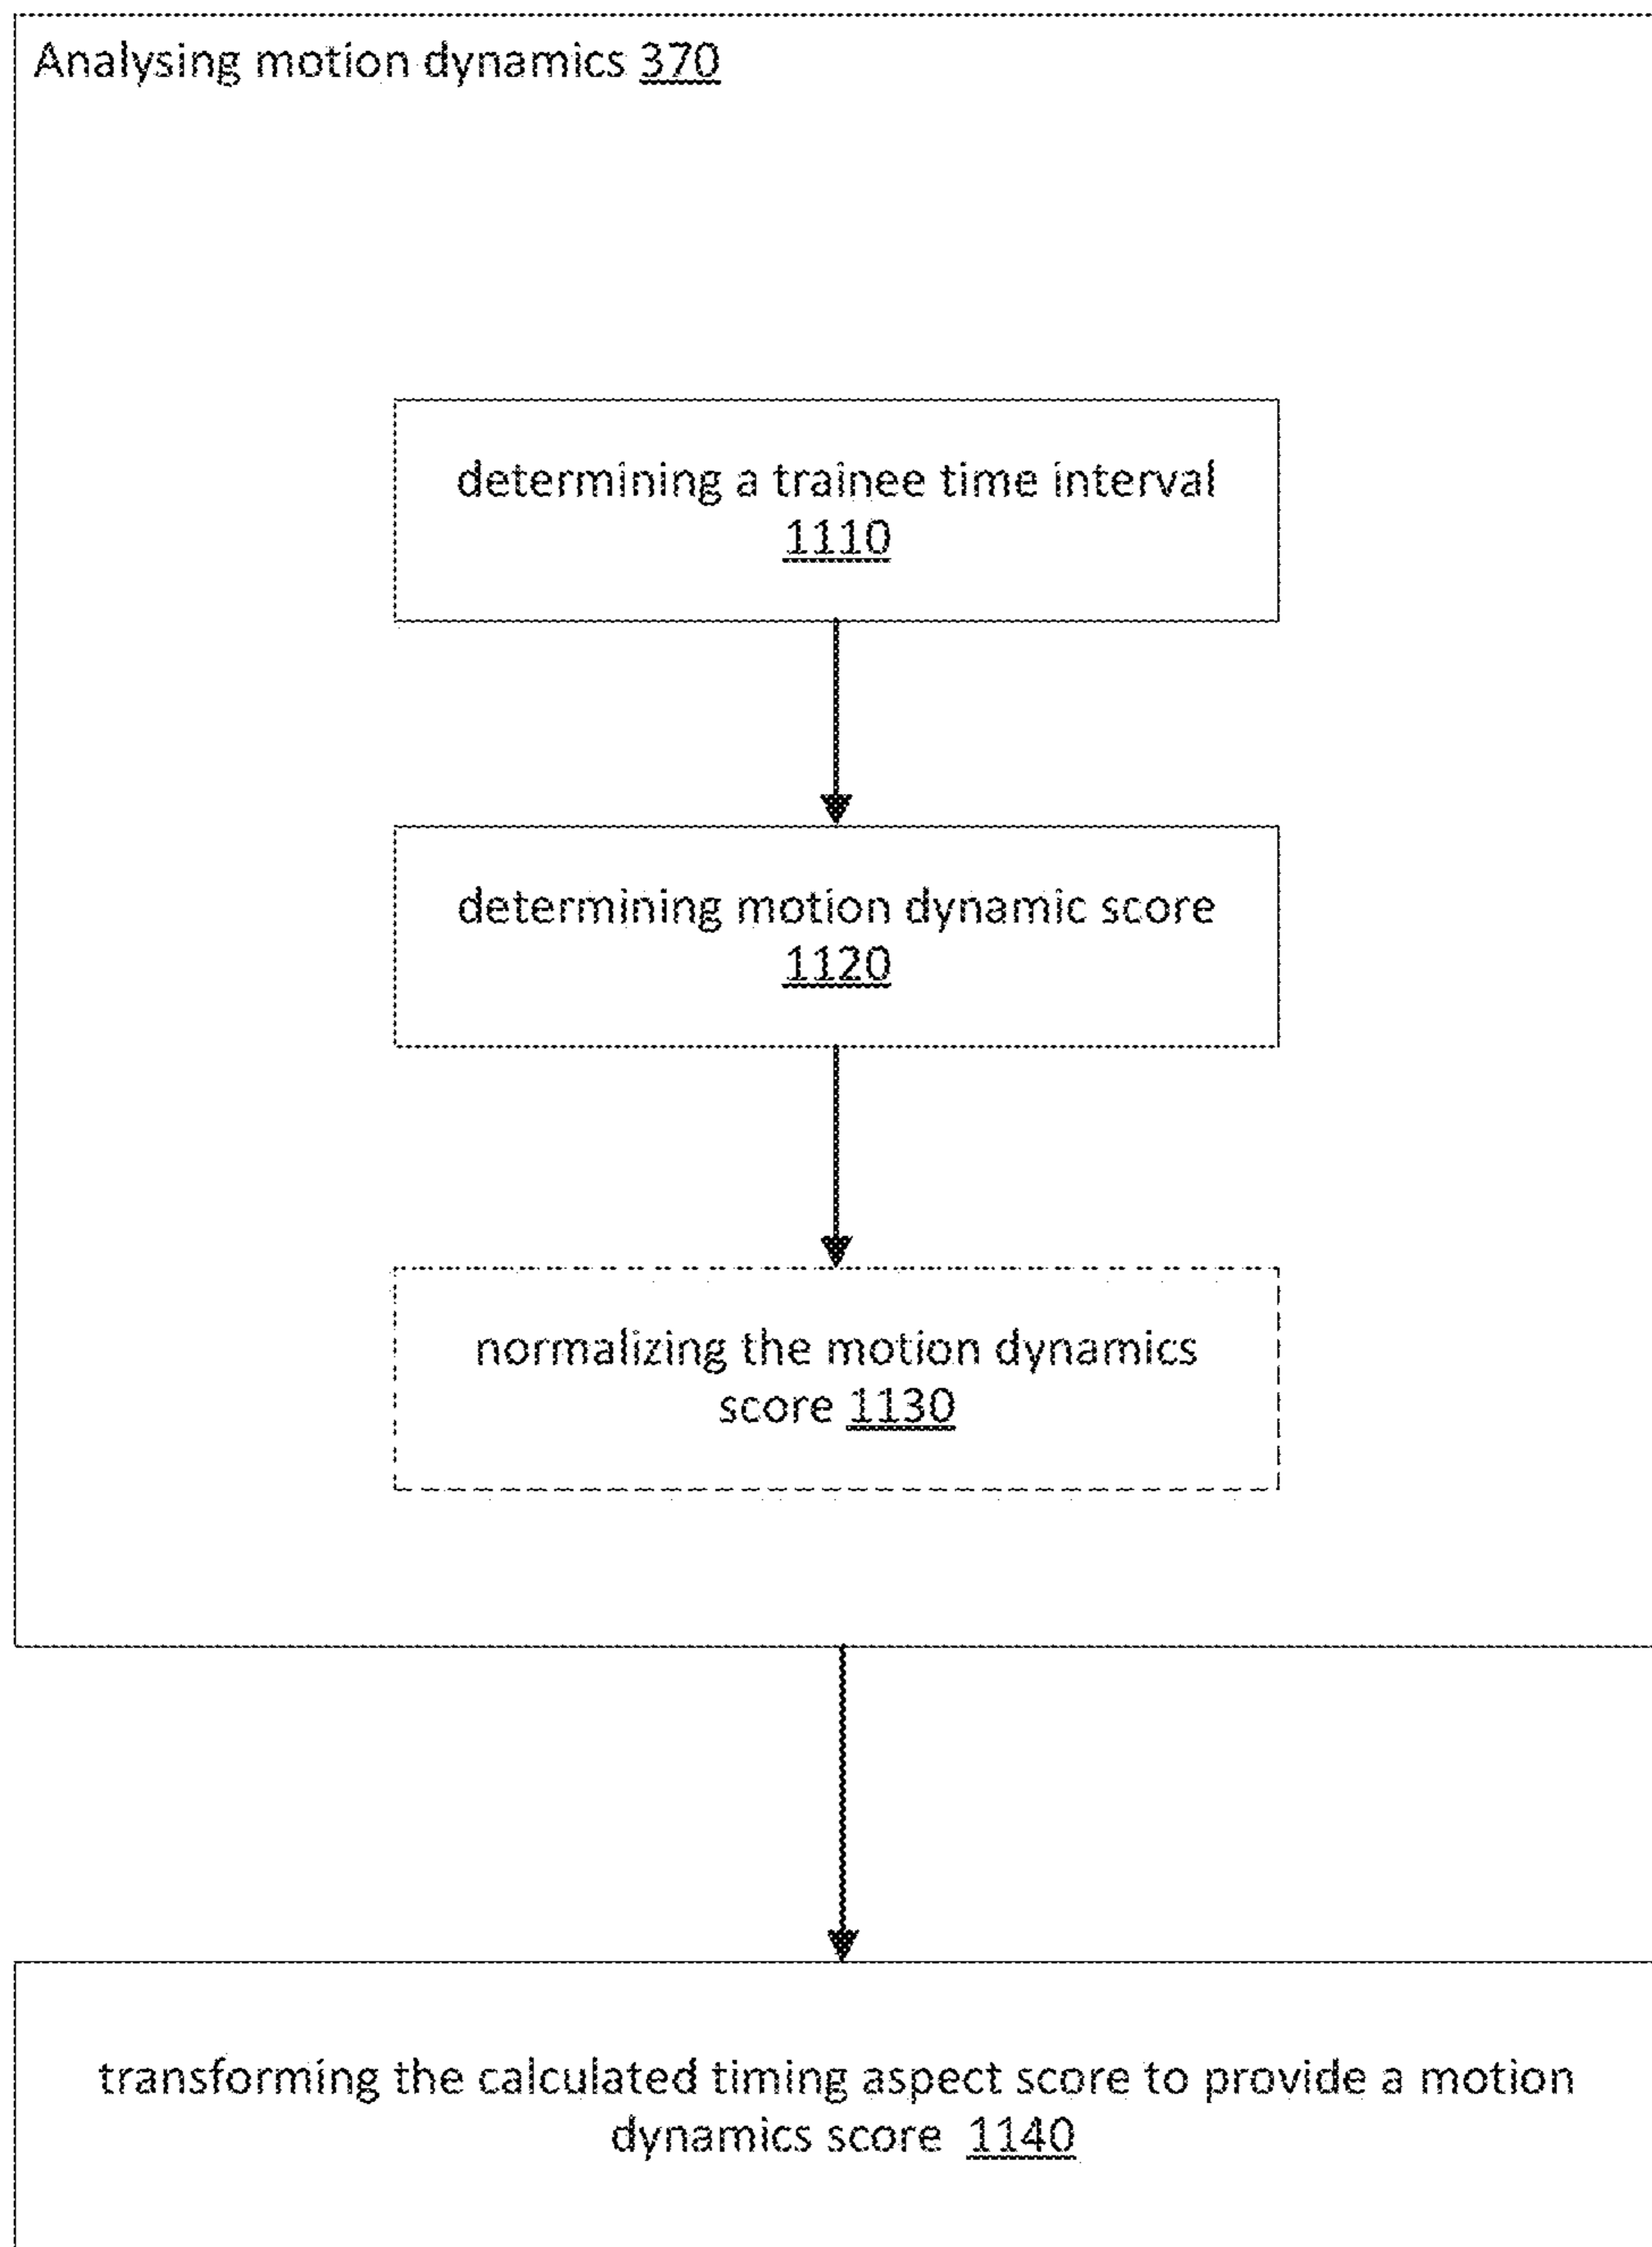 Analysing motion dynamics 370
determining a trainee time interval
1110
determining motion dynamic score
1120
normalizing the motion dynamics
score 1130
transforming the calculated timing aspect score to provide a motion
dynamics score 1140